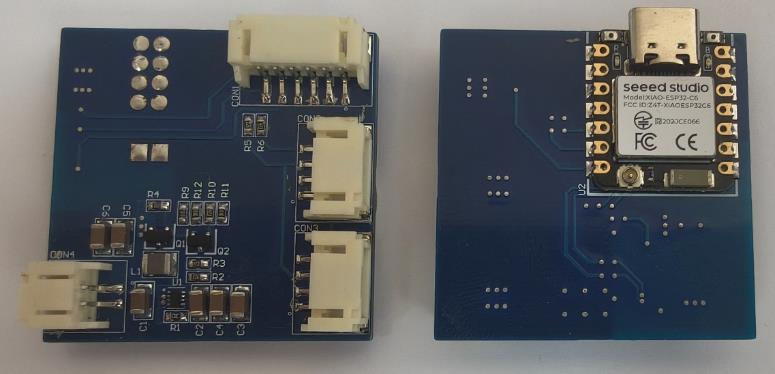 CON1
CON2
R5
R6
CON3
R4
R9
R12
R10
R11
C6
C5
Q1
Q2
CON4
L1
R3
R2
U1
C1
R1
C2
C4
C3
seeed studio
Model:XIAO-ESP32-C6
FCC ID:Z4T-XIAOESP32C6
FC CE
U2